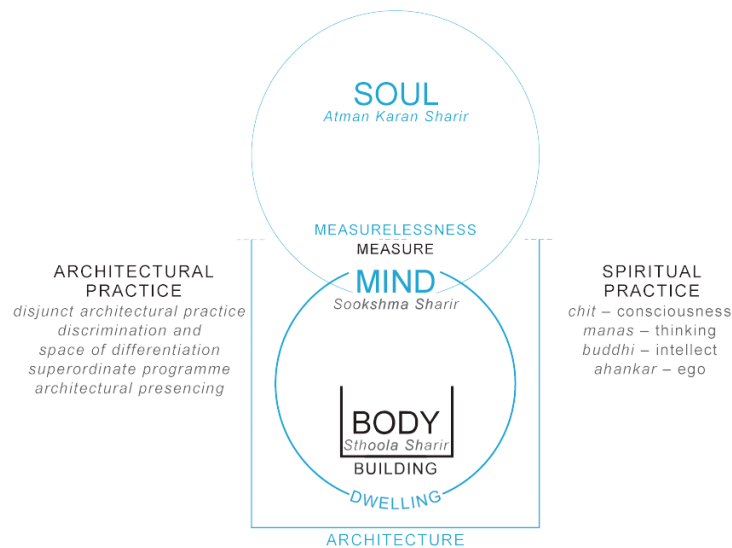 SOUL
Atman Karan Sharir
MEASURELESSNESS
MEASURE
MIND
Sookshma Sharir
ARCHITECTURAL
PRACTICE
disjunct architectural practice
discrimination and
space of differentiation
superordinate programme
architectural presencing
SPIRITUAL
PRACTICE
chit – consciousness
manas – thinking
buddhi – intellect
ahankar – ego
BODY
Sthoola Sharir
BUILDING
DWELLING
ARCHITECTURE